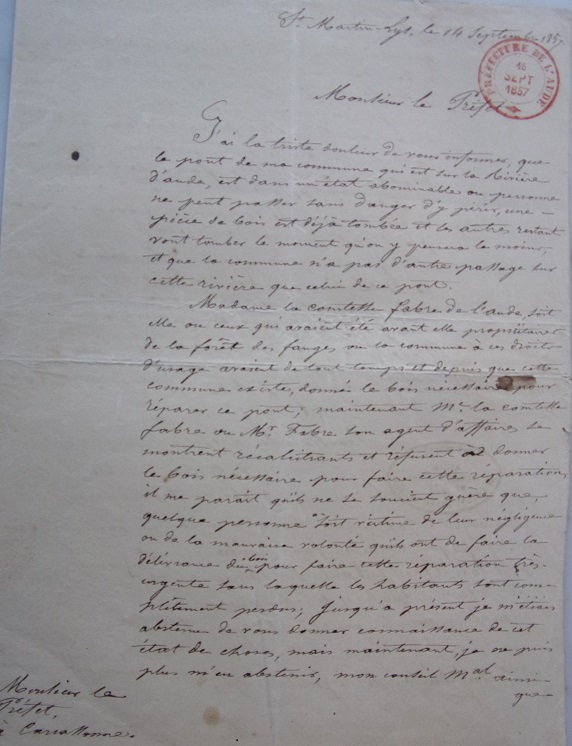 St. Martin-Lys, le 14 Septembre 1857
PRÉFECTURE DE L'AUDE
16
SEPT
1857
Monsieur le Préfet
J'ai la triste douleur de vous informer, que
le pont de ma commune qui est sur la Rivière
d'aude, est dans un état abominable ou personne
ne peut passer sans danger d'y périr, une
pièce de bois est déjà tombée et les autres restant
vont tomber le moment qu'on y pensera le moins,
et que la commune n'a pas d'autre passage sur
cette rivière que celui de ce pont.
Madame la comtesse fabre de l'aude, soit
elle ou ceux qui avaient été avant elle propriétaires
de la forêt des fanges ou la commune à ces droits
d'usage avaient de tout temps et depuis que cette
commune existe, donné le bois nécessaire pour
réparer ce pont; maintenant Me la comtesse
fabre ou Mr Fabre son agent d'affaires se
montrent récalcitrants et refusent de donner
le bois nécessaire pour faire cette réparation,
il me parait qu'ils ne se soucient guère que
quelque personne soit victime de leur négligence
ou de la mauvaise volonté qu'ils ont de faire la
délivrance du bois pour faire cette réparation très-
urgente sans laquelle les habitants sont com-
plètement perdus; jusqu'à présent je m'étais
abstenu de vous donner connaissance de cet
état de choses, mais maintenant, je ne puis
plus m'en abstenir, mon conseil Mal ainsi
que
Monsieur le
Préfet,
à Carcassonne.